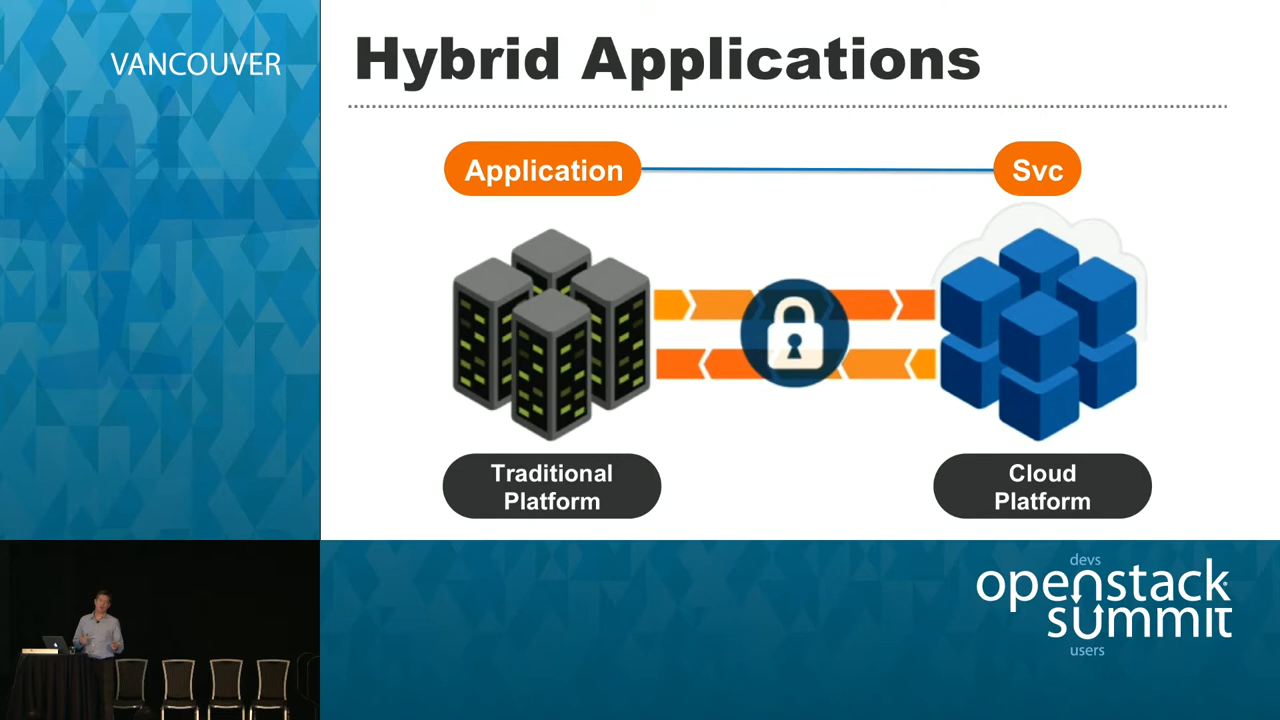 VANCOUVER
Hybrid Applications
Application
Svc
Traditional
Platform
Cloud
Platform
devs
openstack
summit
users